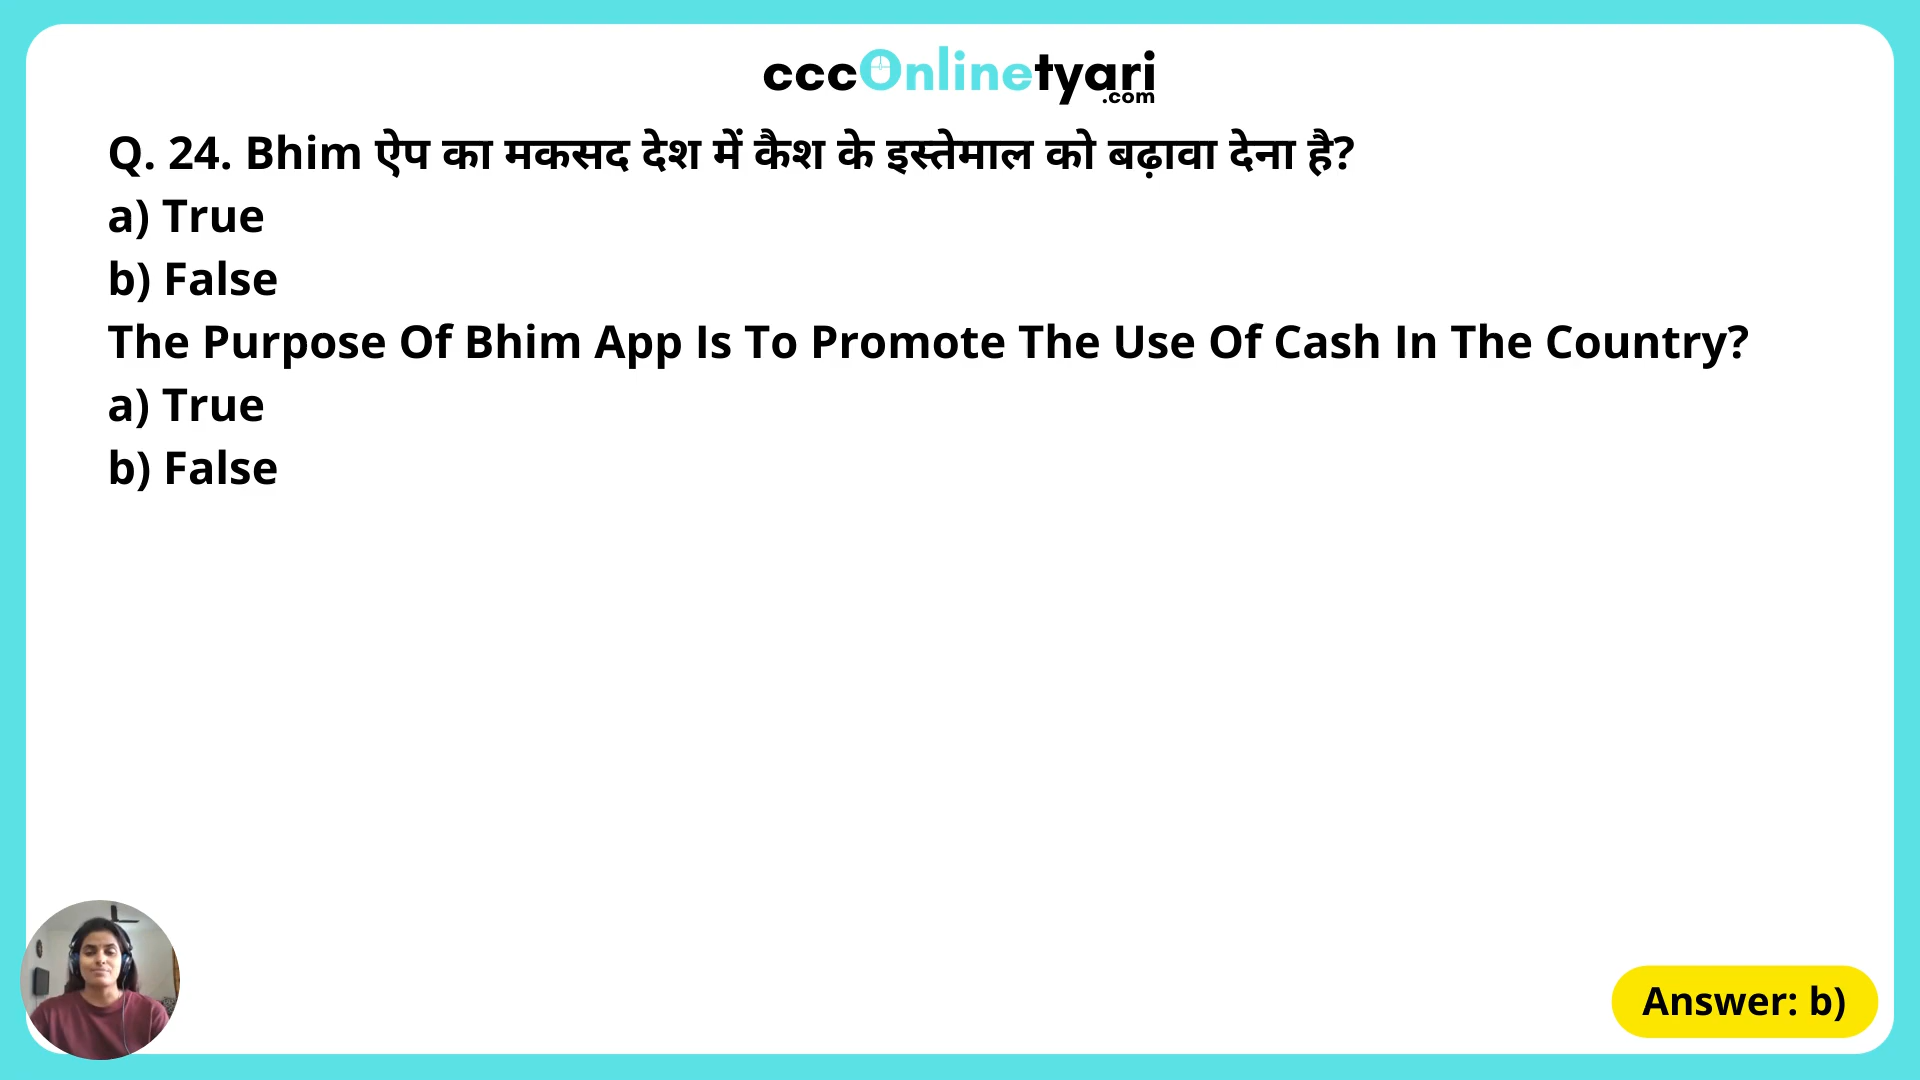 cccOnlinetyari
.com
Q. 24. Bhim ऐप का मकसद देश में कैश के इस्तेमाल को बढ़ावा देना है?
a) True
b) False
The Purpose Of Bhim App Is To Promote The Use Of Cash In The Country?
a) True
b) False
Answer: b)